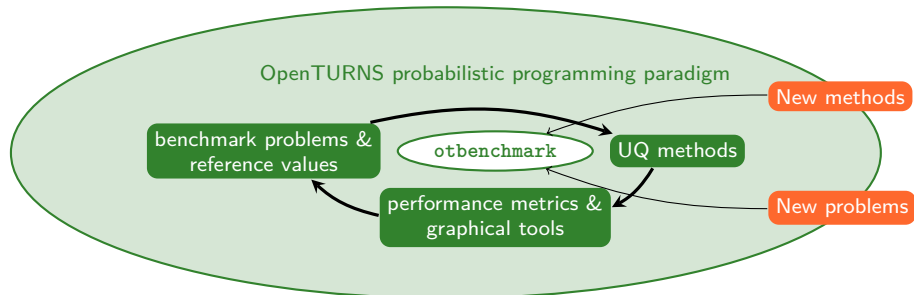 OpenTURNS probabilistic programming paradigm
New methods
benchmark problems &
reference values
otbenchmark
UQ methods
performance metrics &
graphical tools
New problems